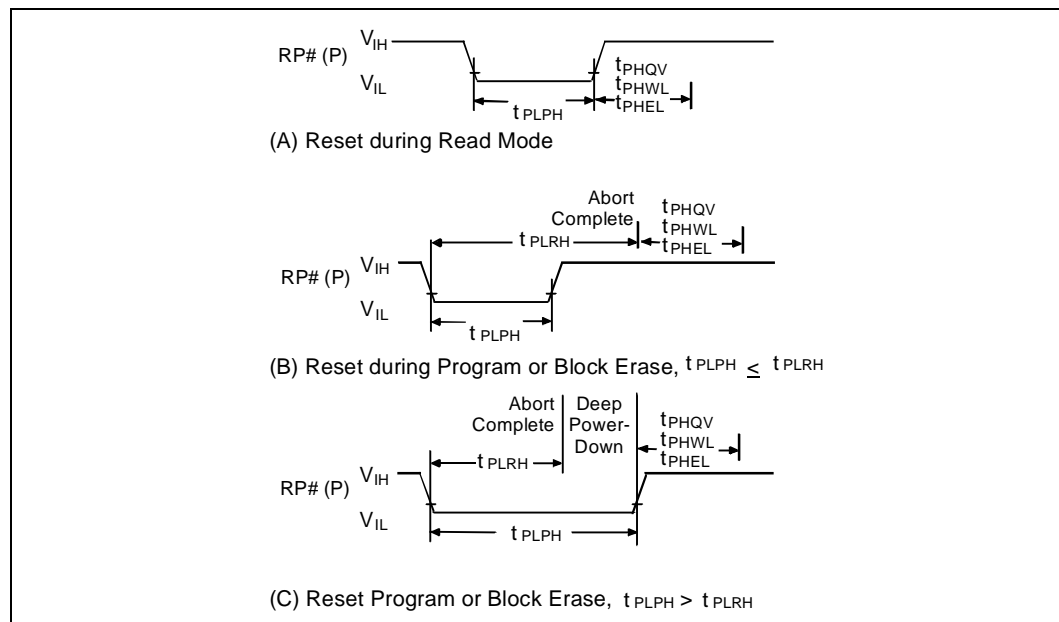 RP# (P)
VIH
VIL
tPHQV
tPHWL
tPHEL
tPLPH
(A) Reset during Read Mode
Abort
Complete
tPHQV
tPHWL
tPHEL
tPLRH
RP# (P)
VIH
VIL
tPLPH
(B) Reset during Program or Block Erase, tPLPH ≤ tPLRH
Abort
Complete
Deep
Power-
Down
tPHQV
tPHWL
tPHEL
tPLRH
RP# (P)
VIH
VIL
tPLPH
(C) Reset Program or Block Erase, tPLPH > tPLRH